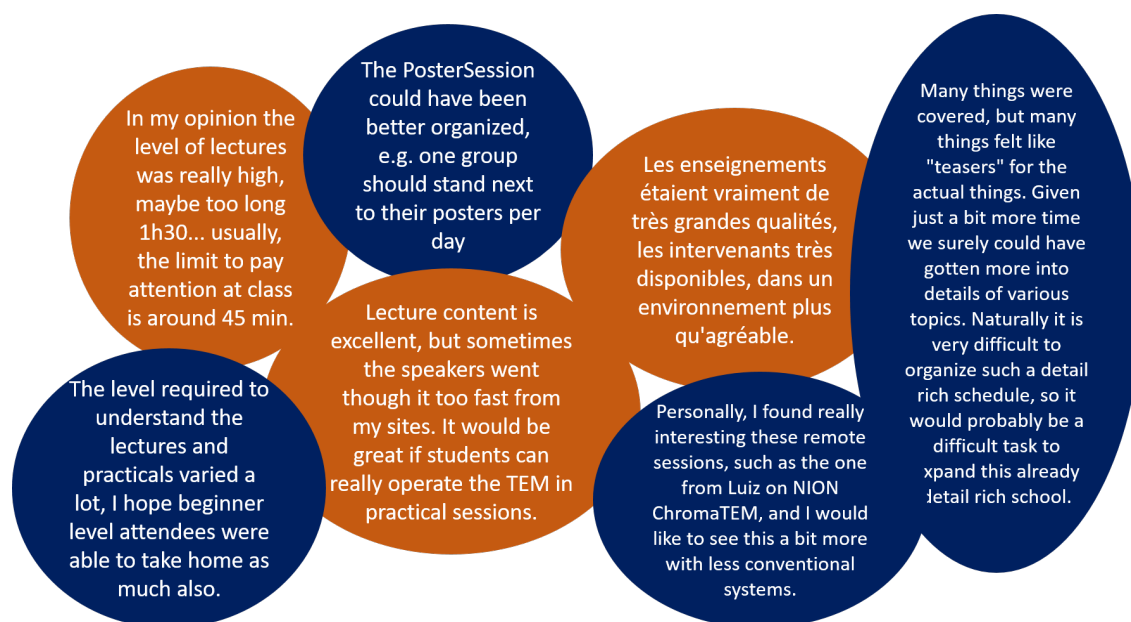 In my opinion the
level of lectures
was really high,
maybe too long
1h30... usually,
the limit to pay
attention at class
is around 45 min.
The PosterSession
could have been
better organized,
e.g. one group
should stand next
to their posters per
day
Les enseignements
étaient vraiment de
très grandes qualités,
les intervenants très
disponibles, dans un
environnement plus
qu'agréable.
Many things were
covered, but many
things felt like
"teasers" for the
actual things. Given
just a bit more time
we surely could have
gotten more into
details of various
topics. Naturally it is
very difficult to
organize such a detail
rich schedule, so it
would probably be a
difficult task to
xpand this already
detail rich school.
The level required to
understand the
lectures and
practicals varied a
lot, I hope beginner
level attendees were
able to take home as
much also.
Lecture content is
excellent, but sometimes
the speakers went
though it too fast from
my sites. It would be
great if students can
really operate the TEM in
practical sessions.
Personally, I found really
interesting these remote
sessions, such as the one
from Luiz on NION
ChromaTEM, and I would
like to see this a bit more
with less conventional
systems.